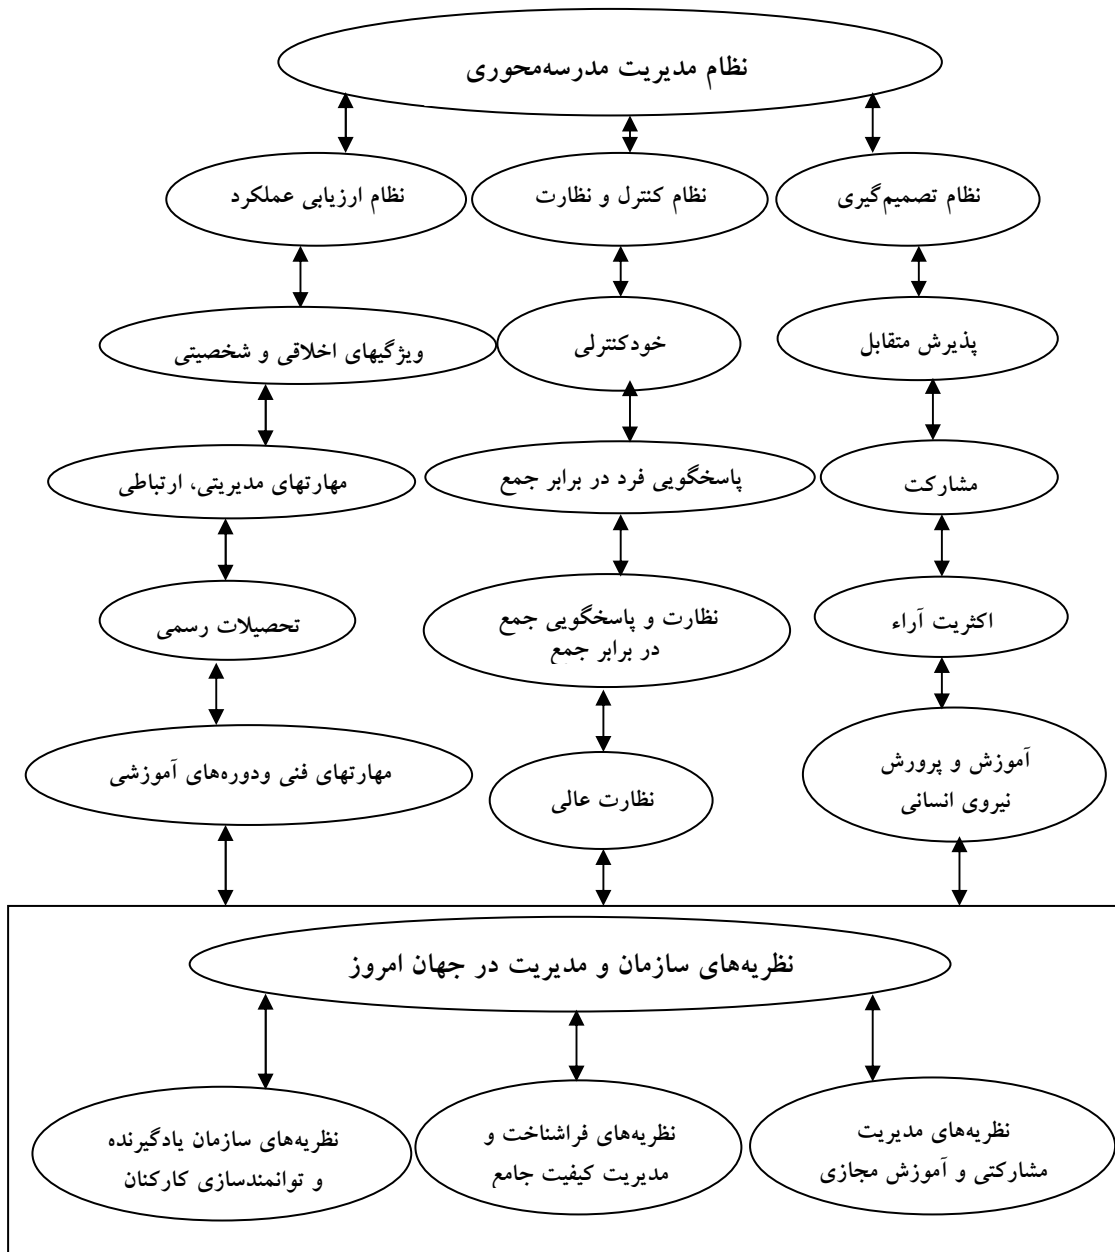 نظام مدیریت مدرسه‌محوری
نظام تصمیم‌گیری
نظام کنترل و نظارت
نظام ارزیابی عملکرد
پذیرش متقابل
خودکنترلی
ویژگیهای اخلاقی و شخصیتی
مشارکت
پاسخگویی فرد در برابر جمع
مهارتهای مدیریتی، ارتباطی
اکثریت آراء
نظارت و پاسخگویی جمع
در برابر جمع
تحصیلات رسمی
آموزش و پرورش
نیروی انسانی
نظارت عالی
مهارتهای فنی ودوره‌های آموزشی
نظریه‌های سازمان و مدیریت در جهان امروز
نظریه‌های مدیریت
مشارکتی و آموزش مجازی
نظریه‌های فراشناخت و
مدیریت کیفیت جامع
نظریه‌های سازمان یادگیرنده
و توانمندسازی کارکنان